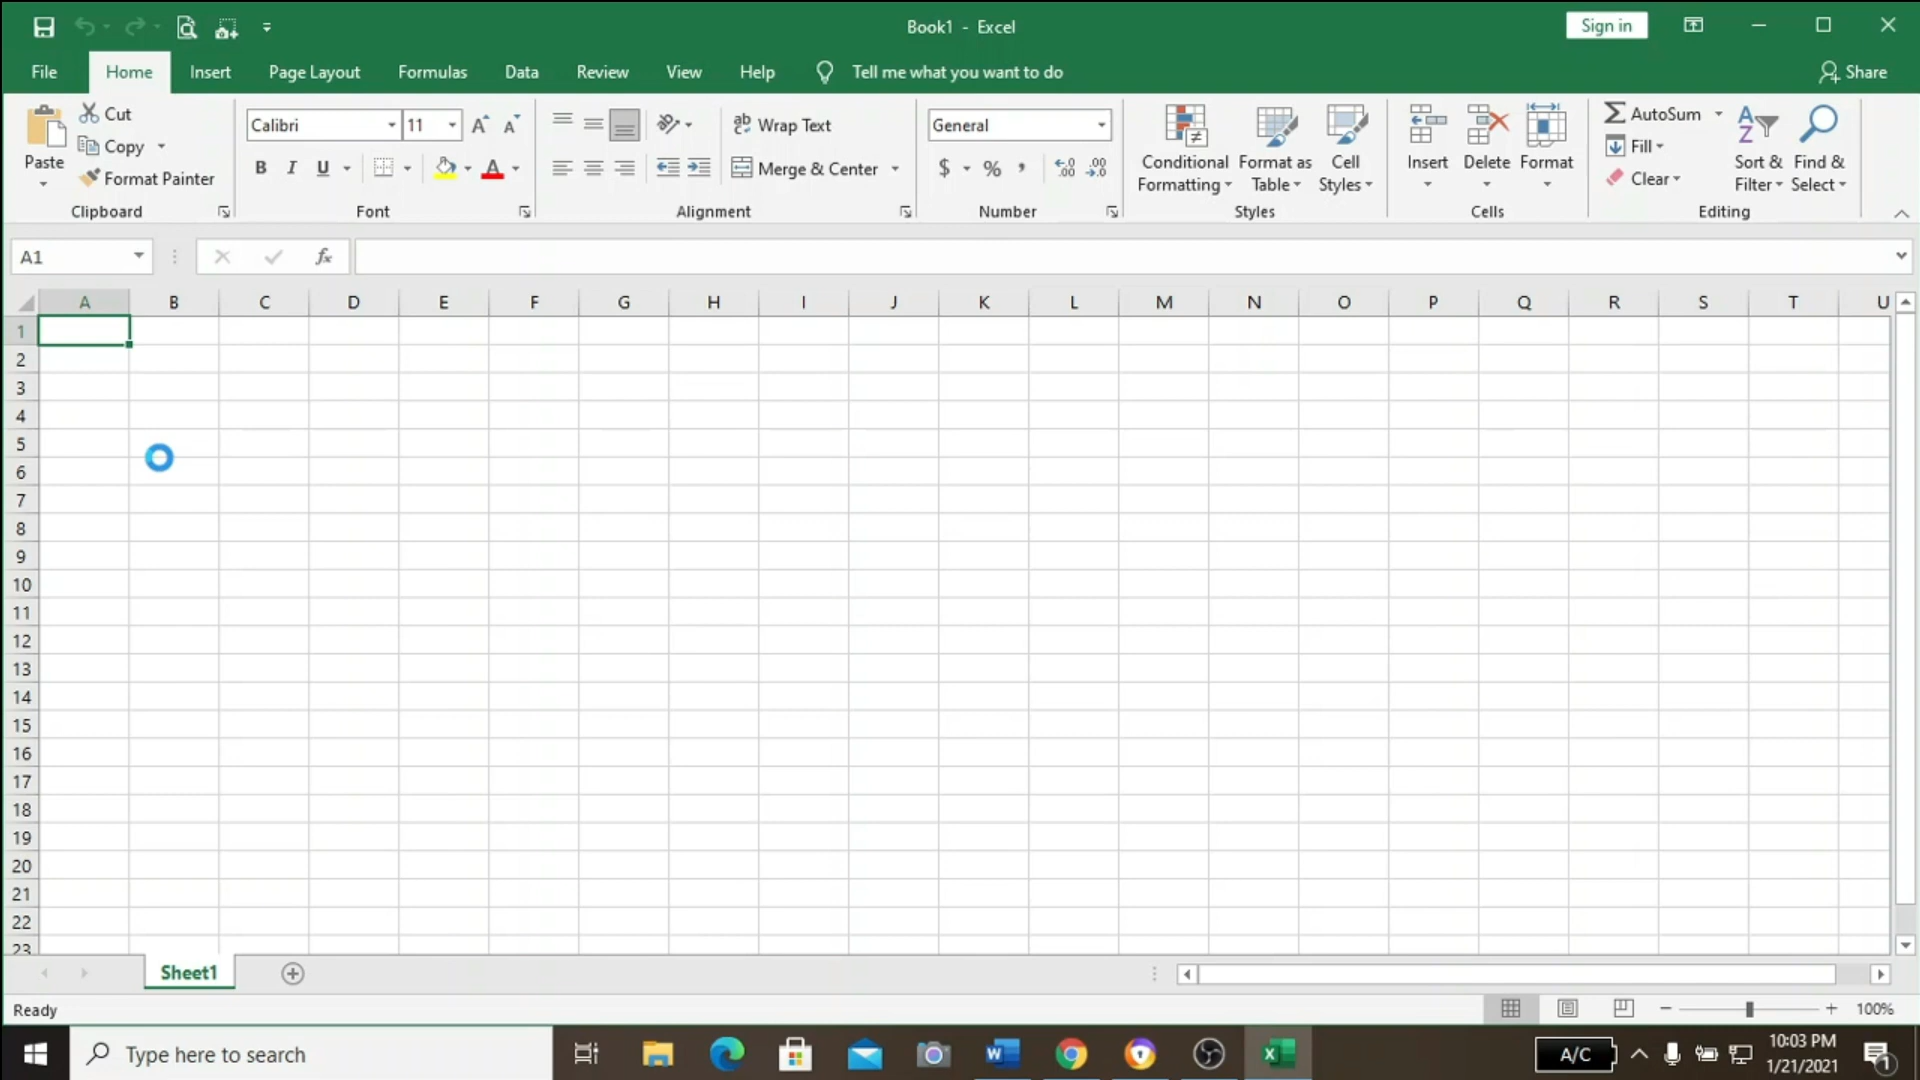 Book1 - Excel
Sign in
File Home Insert Page Layout Formulas Data Review View Help Tell me what you want to do Share
Paste
Cut
Copy
Format Painter
Clipboard
Calibri 11
B I U
Font
Wrap Text
Merge & Center
Alignment
General
$ % ,
Number
Conditional Formatting
Format as Table
Cell Styles
Styles
Insert
Delete
Format
Cells
AutoSum
Fill
Clear
Sort & Filter
Find & Select
Editing
A1
fx
A B C D E F G H I J K L M N O P Q R S T U
1
2
3
4
5
6
7
8
9
10
11
12
13
14
15
16
17
18
19
20
21
22
23
Sheet1
Ready
100%
Type here to search
A/C
10:03 PM
1/21/2021
1